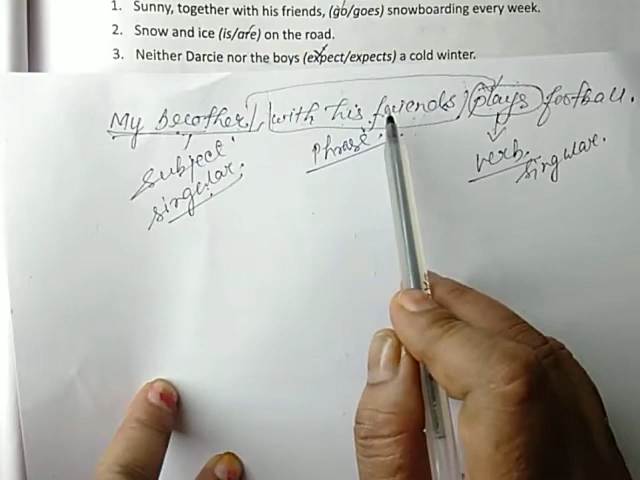 1. Sunny, together with his friends, (go/goes) snowboarding every week.
2. Snow and ice (is/are) on the road.
3. Neither Darcie nor the boys (expect/expects) a cold winter.
My brother, with his friends, plays football.
Subject singular.
Phrase.
verb. singular.